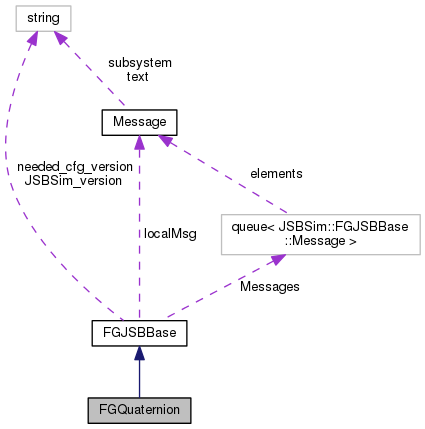 string
subsystem
text
Message
needed_cfg_version
JSBSim_version
elements
queue< JSBSim::FGJSBBase
::Message >
localMsg
Messages
FGJSBBase
FGQuaternion